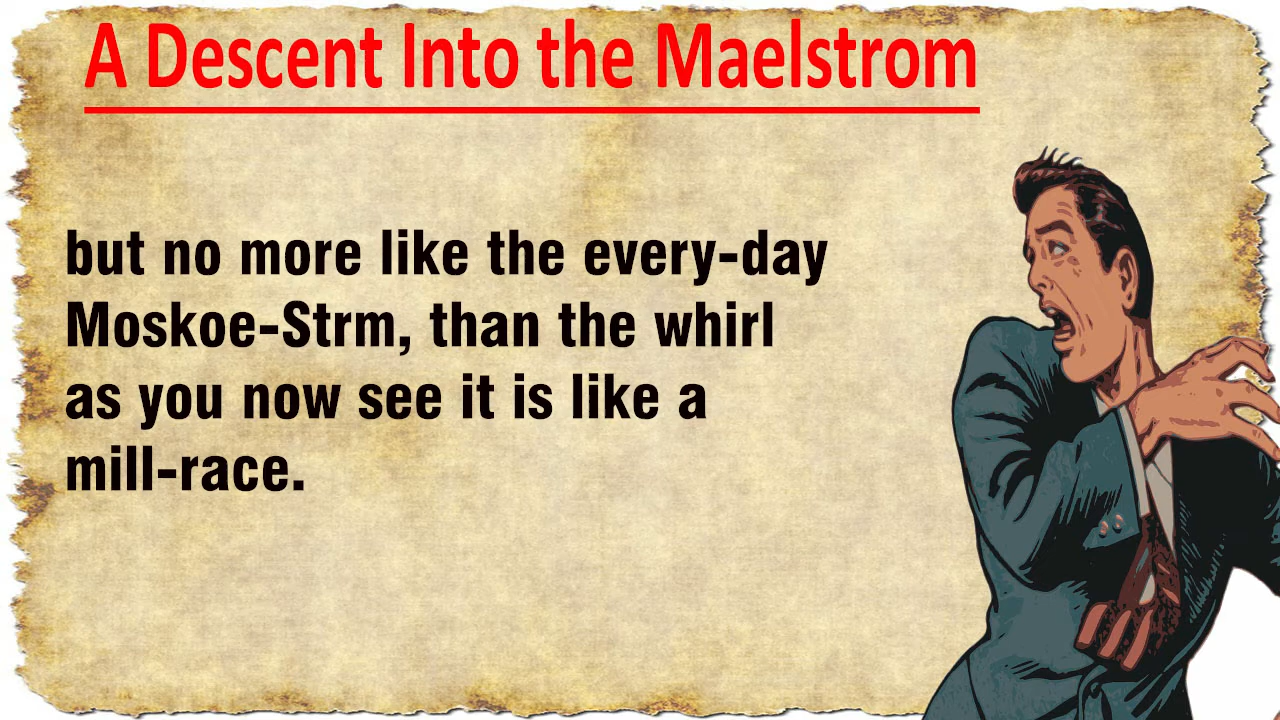 A Descent Into the Maelstrom
but no more like the every-day
Moskoe-Strm, than the whirl
as you now see it is like a
mill-race.